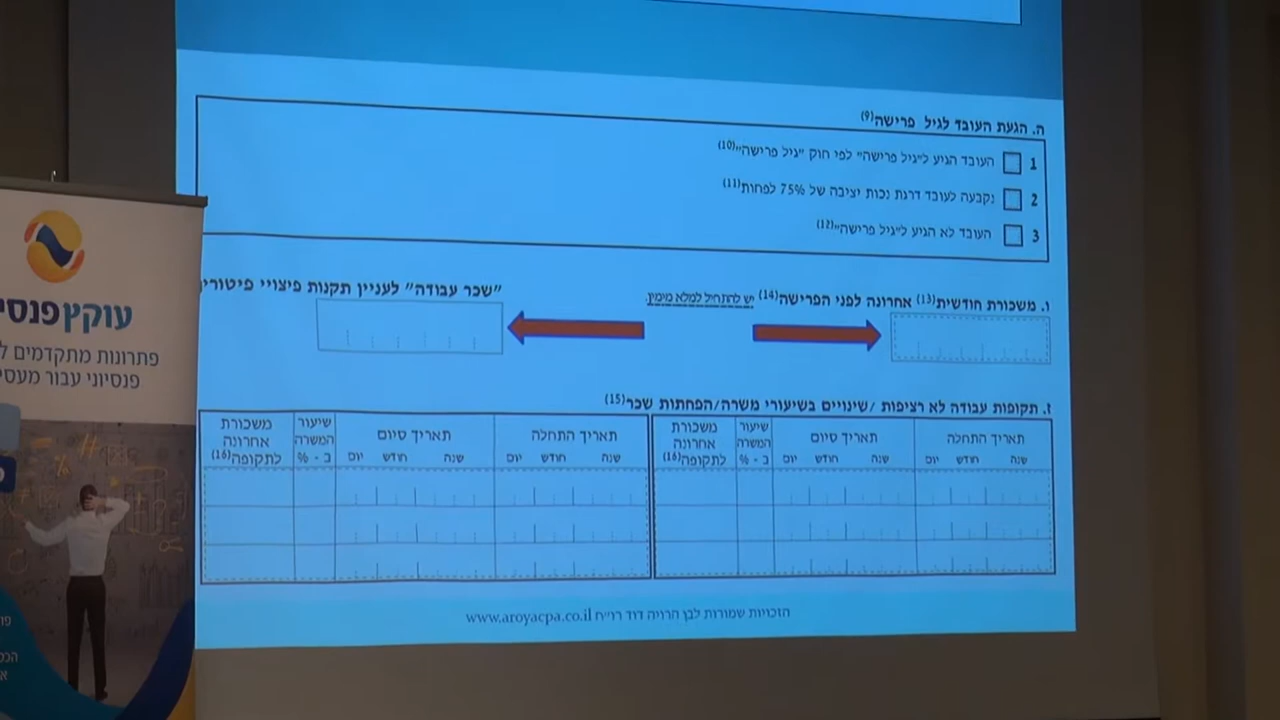 ה. הגעת העובד לגיל פרישה(9)
1 העובד הגיע ל"גיל פרישה" לפי חוק "גיל פרישה"(10)
2 נקבעה לעובד דרגת נכות יציבה של 75% לפחות(11)
3 העובד לא הגיע ל"גיל פרישה"(12)
ו. משכורת חודשית(13) אחרונה לפני הפרישה(14) יש להתחיל למלא מימין.
"שכר עבודה" לעניין תקנות פיצויי פיטורי
ז. תקופות עבודה לא רציפות /שינויים בשיעורי משרה/הפחתות שכר(15)
תאריך התחלה תאריך סיום שיעור המשרה ב - % משכורת אחרונה לתקופה(16) תאריך התחלה תאריך סיום שיעור המשרה ב - % משכורת אחרונה לתקופה(16)
שנה חודש יום שנה חודש יום שנה חודש יום שנה חודש יום
הזכויות שמורות לבן הרויה דוד רו"ח www.aroyacpa.co.il
עוקץ פנסי
פתרונות מתקדמים ל
פנסיוני עבור מעסי